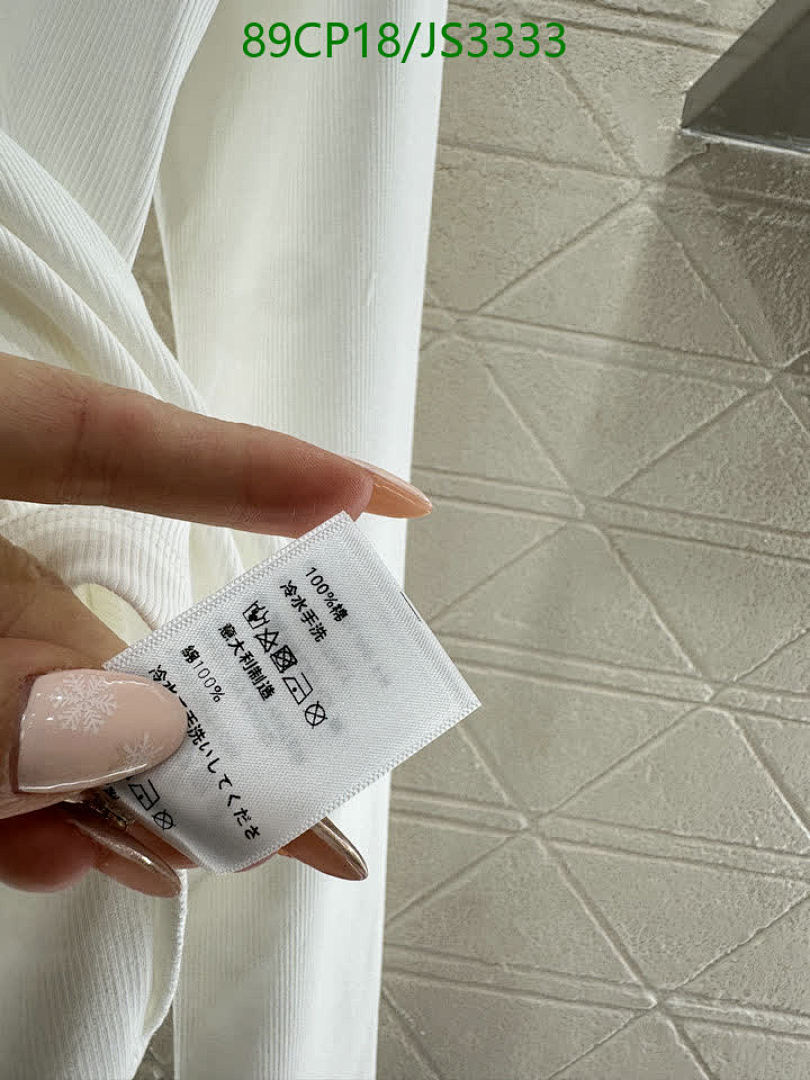 89CP18/JS3333
100%棉
冷水手洗
意大利制造
綿100%
冷水
手洗いしてくださ